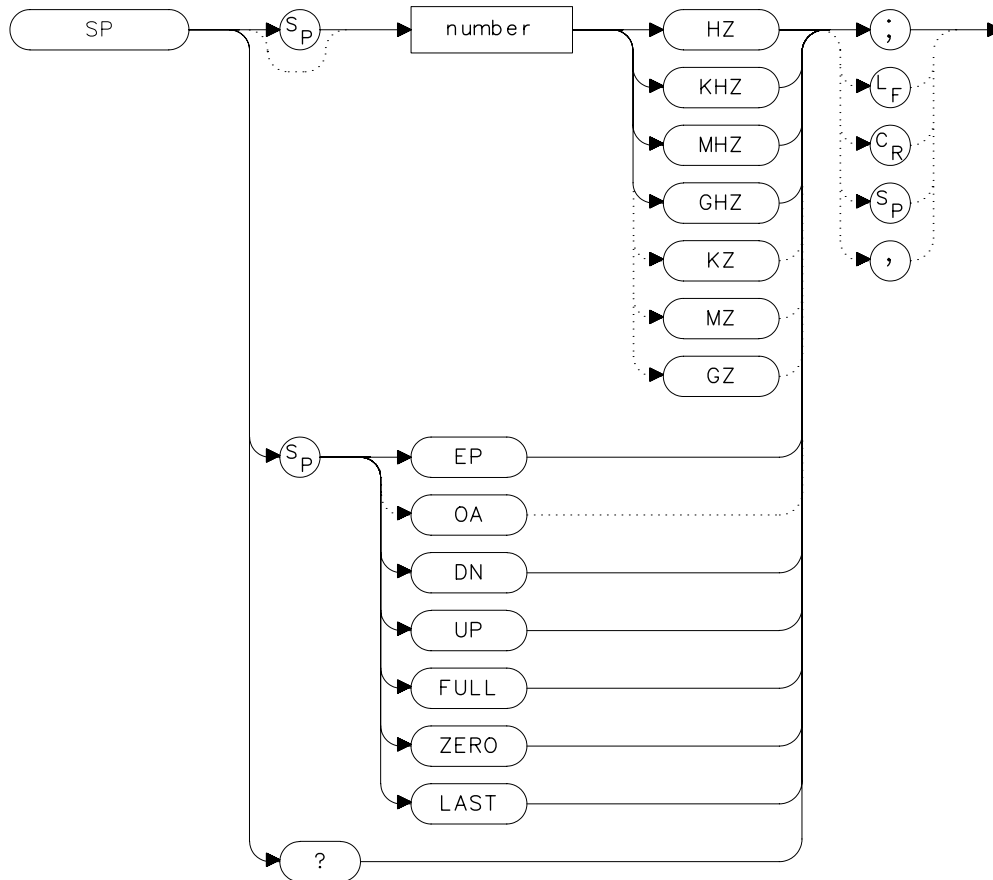 SP
SP
number
HZ
;
KHZ
LF
MHZ
CR
GHZ
SP
KZ
,
MZ
GZ
SP
EP
OA
DN
UP
FULL
ZERO
LAST
?